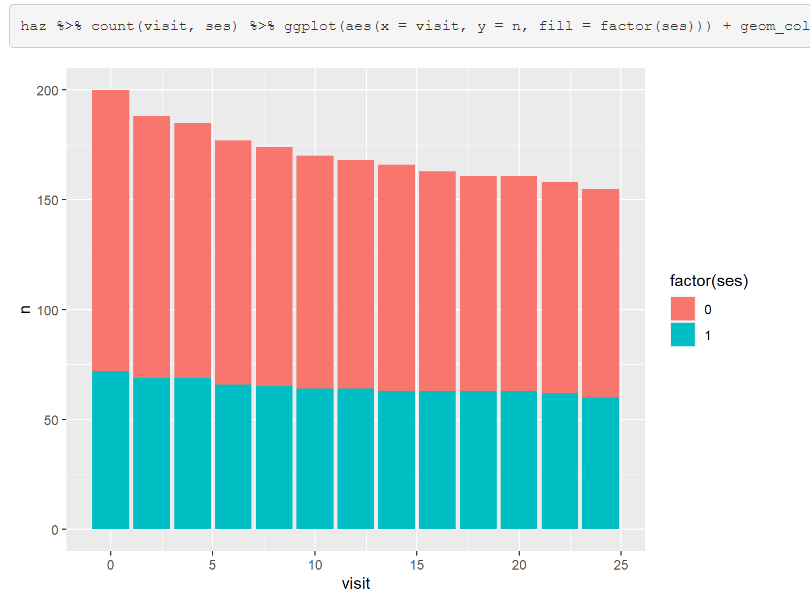 haz %>% count(visit, ses) %>% ggplot(aes(x = visit, y = n, fill = factor(ses))) + geom_col
200
150
100
50
0
n
0 5 10 15 20 25
visit
factor(ses)
0
1